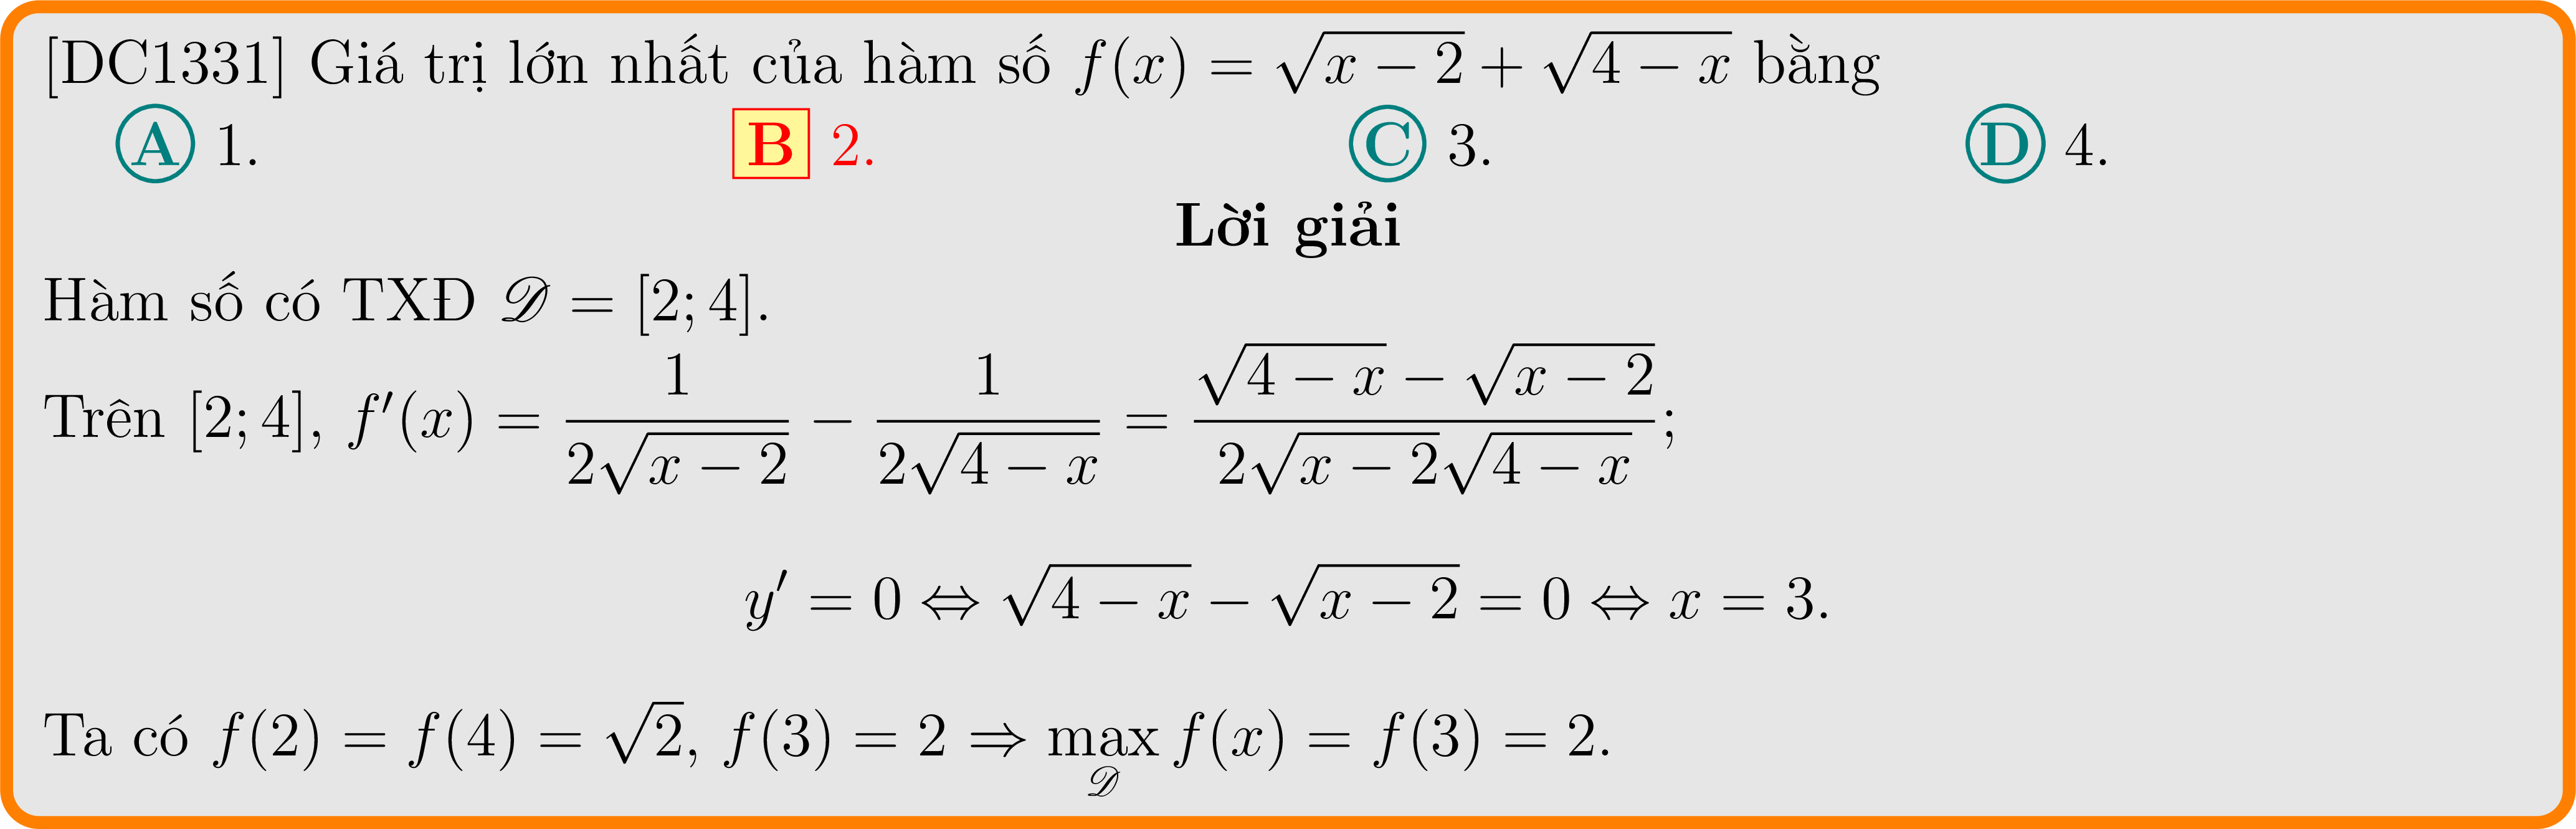 [DC1331] Giá trị lớn nhất của hàm số $f(x) = \sqrt{x-2} + \sqrt{4-x}$ bằng
A 1. B 2. C 3. D 4.
Lời giải
Hàm số có TXĐ $\mathscr{D} = [2; 4]$.
Trên $[2; 4]$, $f'(x) = \dfrac{1}{2\sqrt{x-2}} - \dfrac{1}{2\sqrt{4-x}} = \dfrac{\sqrt{4-x} - \sqrt{x-2}}{2\sqrt{x-2}\sqrt{4-x}}$;
$y' = 0 \Leftrightarrow \sqrt{4-x} - \sqrt{x-2} = 0 \Leftrightarrow x = 3.$
Ta có $f(2) = f(4) = \sqrt{2}$, $f(3) = 2 \Rightarrow \max\limits_{\mathscr{D}} f(x) = f(3) = 2$.